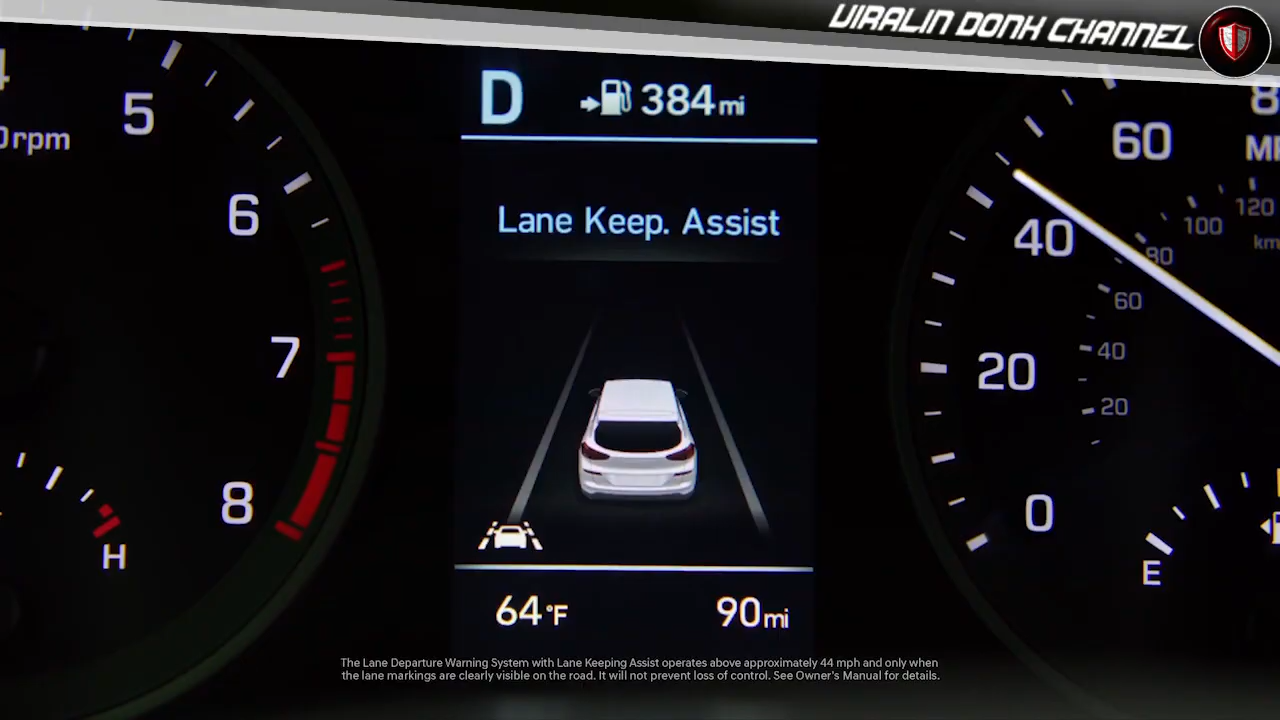 VIRALIN DONK CHANNEL
D 384 mi
5
rpm
60
6
Lane Keep. Assist
40
120
100
80
60
7
40
20
20
8
0
H
E
64°F 90 mi
The Lane Departure Warning System with Lane Keeping Assist operates above approximately 44 mph and only when
the lane markings are clearly visible on the road. It will not prevent loss of control. See Owner's Manual for details.